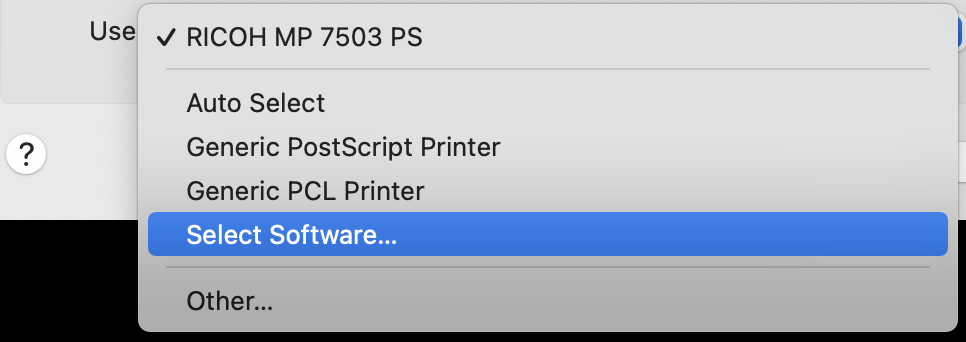 Use ✓ RICOH MP 7503 PS
Auto Select
Generic PostScript Printer
?
Generic PCL Printer
Select Software...
Other...